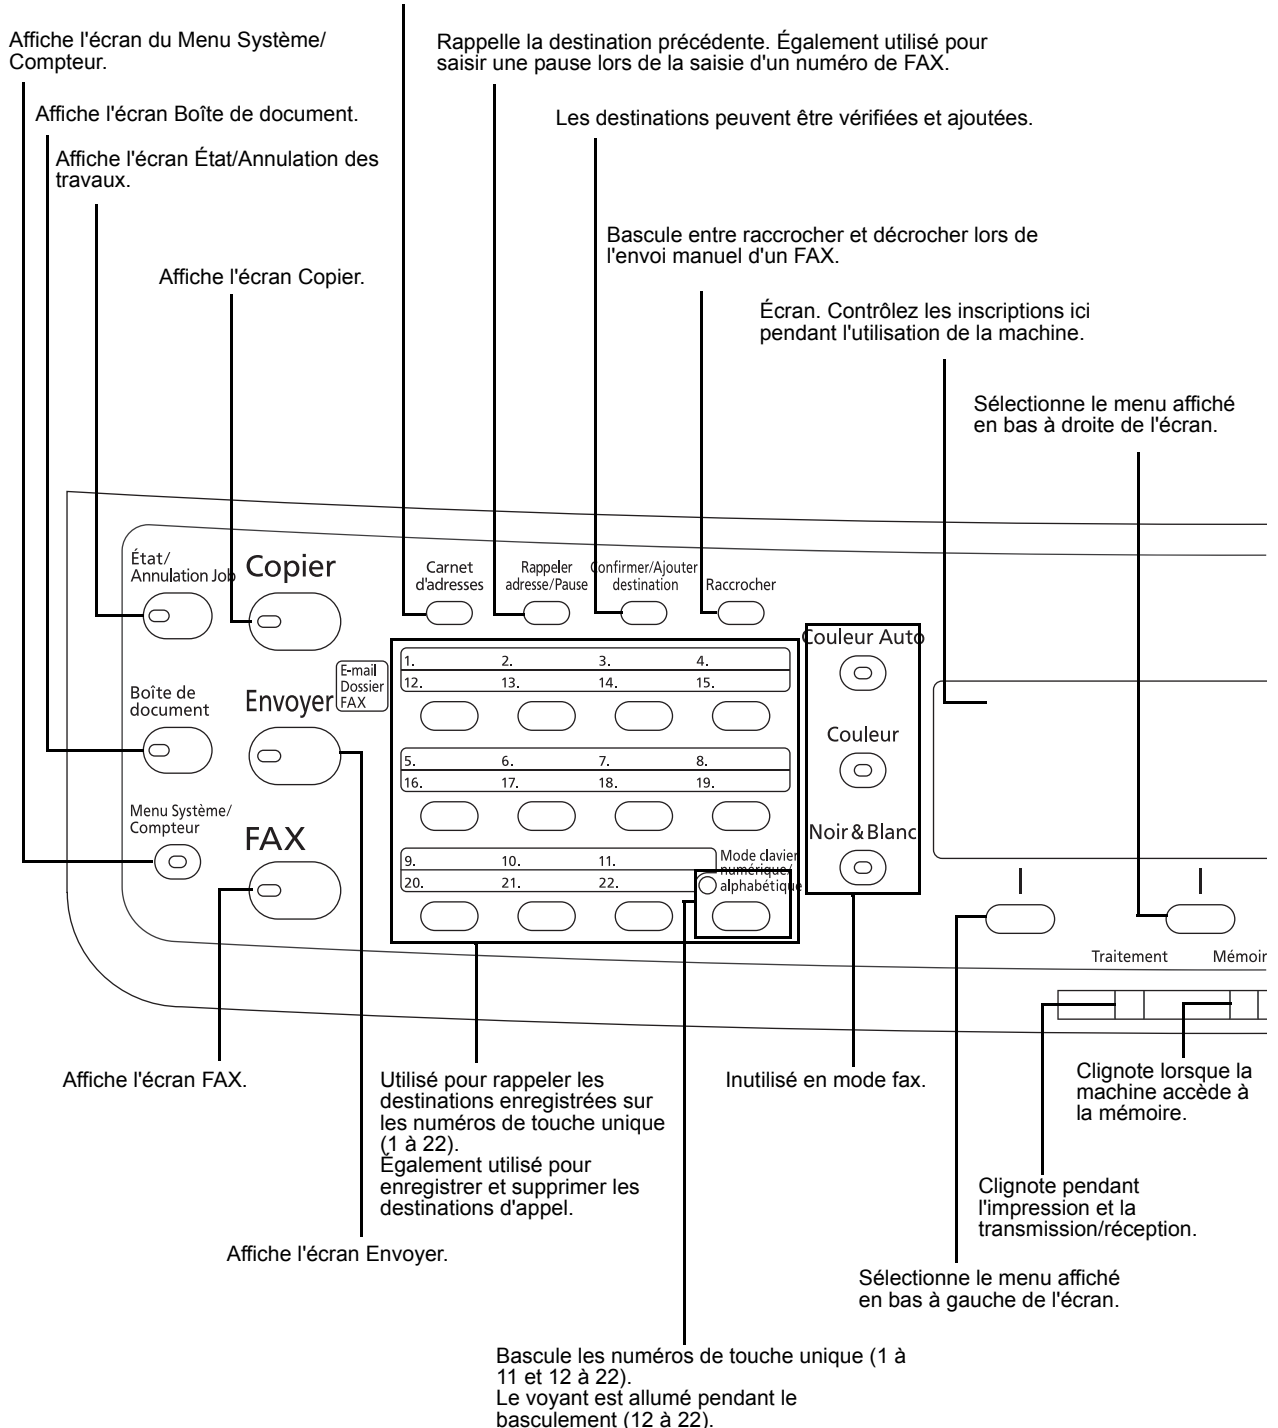 Affiche l'écran du Menu Système/
Compteur.
Rappelle la destination précédente. Également utilisé pour
saisir une pause lors de la saisie d'un numéro de FAX.
Affiche l'écran Boîte de document.
Les destinations peuvent être vérifiées et ajoutées.
Affiche l'écran État/Annulation des
travaux.
Bascule entre raccrocher et décrocher lors de
l'envoi manuel d'un FAX.
Affiche l'écran Copier.
Écran. Contrôlez les inscriptions ici
pendant l'utilisation de la machine.
Sélectionne le menu affiché
en bas à droite de l'écran.
État/
Annulation Job
Copier
Carnet
d'adresses
Rappeler
adresse/Pause
Confirmer/Ajouter
destination
Raccrocher
Couleur Auto
E-mail
Dossier
FAX
1. 2. 3. 4.
12. 13. 14. 15.
Boîte de
document
Envoyer
Couleur
5. 6. 7. 8.
16. 17. 18. 19.
Menu Système/
Compteur
FAX
Noir & Blanc
9. 10. 11.
20. 21. 22.
Mode clavier
numérique/
alphabétique
Traitement
Mémoir
Affiche l'écran FAX.
Utilisé pour rappeler les
destinations enregistrées sur
les numéros de touche unique
(1 à 22).
Également utilisé pour
enregistrer et supprimer les
destinations d'appel.
Inutilisé en mode fax.
Clignote lorsque la
machine accède à
la mémoire.
Clignote pendant
l'impression et la
transmission/réception.
Affiche l'écran Envoyer.
Sélectionne le menu affiché
en bas à gauche de l'écran.
Bascule les numéros de touche unique (1 à
11 et 12 à 22).
Le voyant est allumé pendant le
basculement (12 à 22).